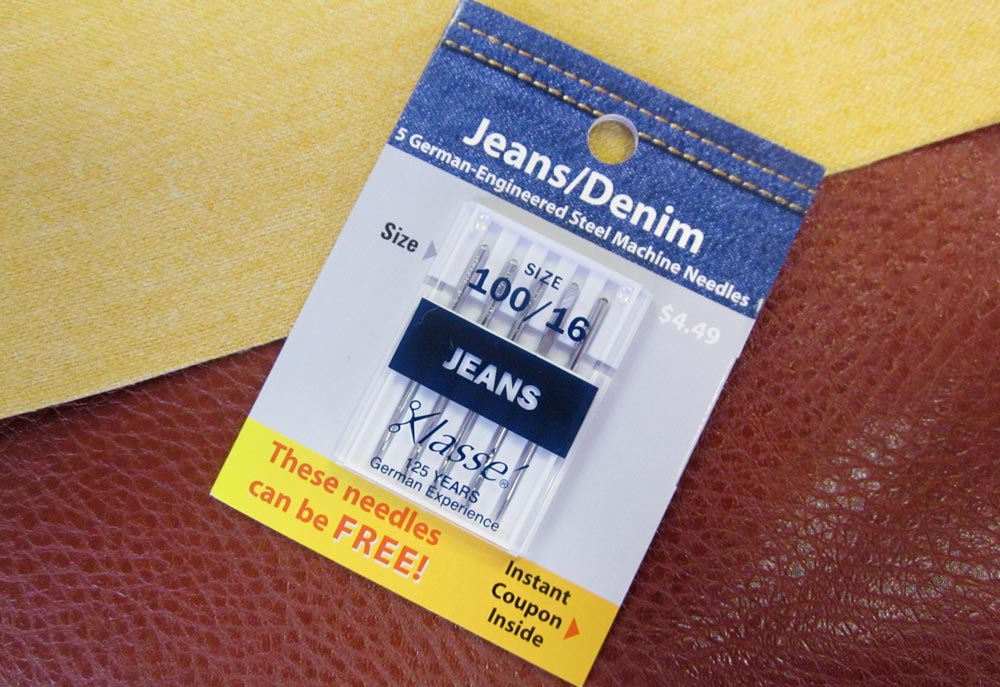 Jeans/Denim
5 German-Engineered Steel Machine Needles
Size
$4.49
SIZE
100/16
JEANS
Klassé®
125 YEARS
German Experience
These needles
can be FREE!
Instant
Coupon
Inside